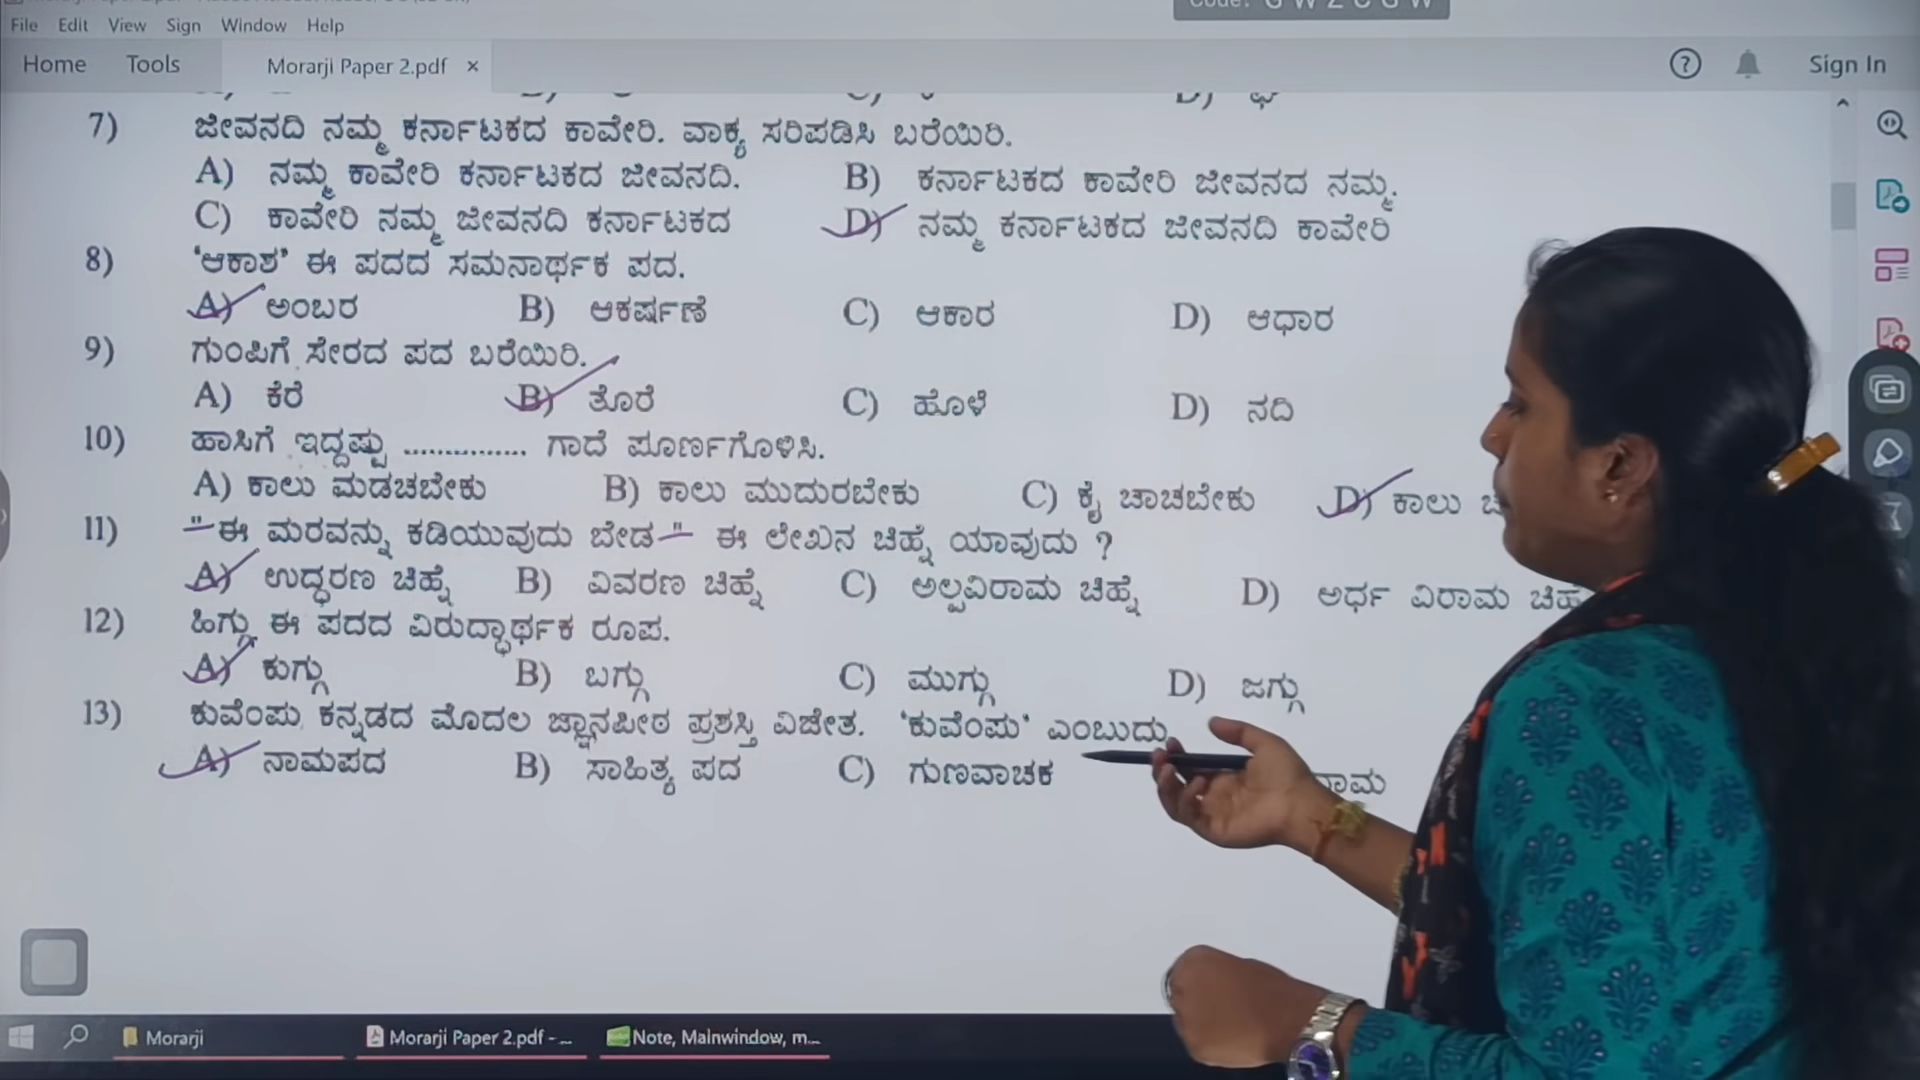 File Edit View Sign Window Help
Home Tools Morarji Paper 2.pdf × Sign In
7) ಜೀವನದಿ ನಮ್ಮ ಕರ್ನಾಟಕದ ಕಾವೇರಿ. ವಾಕ್ಯ ಸರಿಪಡಿಸಿ ಬರೆಯಿರಿ.
A) ನಮ್ಮ ಕಾವೇರಿ ಕರ್ನಾಟಕದ ಜೀವನದಿ. B) ಕರ್ನಾಟಕದ ಕಾವೇರಿ ಜೀವನದ ನಮ್ಮ.
C) ಕಾವೇರಿ ನಮ್ಮ ಜೀವನದಿ ಕರ್ನಾಟಕದ D) ನಮ್ಮ ಕರ್ನಾಟಕದ ಜೀವನದಿ ಕಾವೇರಿ
8) ‘ಆಕಾಶ’ ಈ ಪದದ ಸಮನಾರ್ಥಕ ಪದ.
A) ಅಂಬರ B) ಆಕರ್ಷಣೆ C) ಆಕಾರ D) ಆಧಾರ
9) ಗುಂಪಿಗೆ ಸೇರದ ಪದ ಬರೆಯಿರಿ.
A) ಕೆರೆ B) ತೊರೆ C) ಹೊಳೆ D) ನದಿ
10) ಹಾಸಿಗೆ ಇದ್ದಷ್ಟು ............... ಗಾದೆ ಪೂರ್ಣಗೊಳಿಸಿ.
A) ಕಾಲು ಮಡಚಬೇಕು B) ಕಾಲು ಮುದುರಬೇಕು C) ಕೈ ಚಾಚಬೇಕು D) ಕಾಲು
11) "ಈ ಮರವನ್ನು ಕಡಿಯುವುದು ಬೇಡ" ಈ ಲೇಖನ ಚಿಹ್ನೆ ಯಾವುದು ?
A) ಉದ್ಧರಣ ಚಿಹ್ನೆ B) ವಿವರಣ ಚಿಹ್ನೆ C) ಅಲ್ಪವಿರಾಮ ಚಿಹ್ನೆ D) ಅರ್ಧ ವಿರಾಮ
12) ಹಿಗ್ಗು ಈ ಪದದ ವಿರುದ್ಧಾರ್ಥಕ ರೂಪ.
A) ಕುಗ್ಗು B) ಬಗ್ಗು C) ಮುಗ್ಗು D) ಜಗ್ಗು
13) ಕುವೆಂಪು ಕನ್ನಡದ ಮೊದಲ ಜ್ಞಾನಪೀಠ ಪ್ರಶಸ್ತಿ ವಿಜೇತ. ‘ಕುವೆಂಪು’ ಎಂಬುದು
A) ನಾಮಪದ B) ಸಾಹಿತ್ಯ ಪದ C) ಗುಣವಾಚಕ
Morarji Morarji Paper 2.pdf - ... Note, MaInwindow, m...